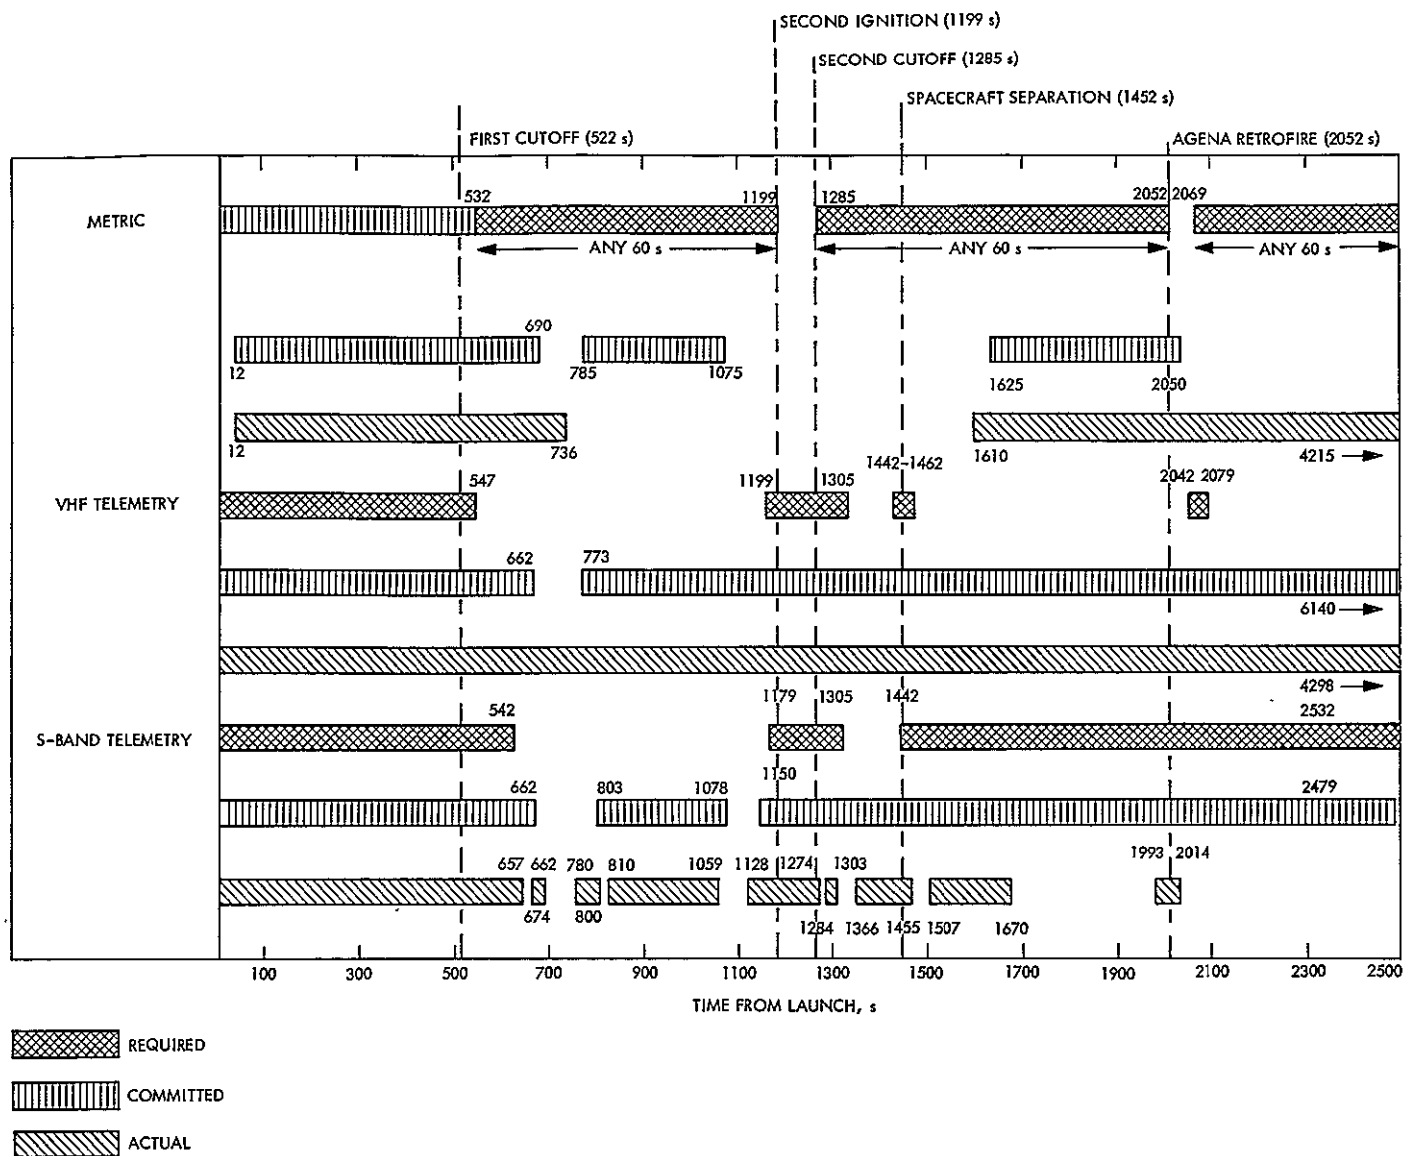 SECOND IGNITION (1199 s)
SECOND CUTOFF (1285 s)
SPACECRAFT SEPARATION (1452 s)
FIRST CUTOFF (522 s)
AGENA RETROFIRE (2052 s)
METRIC
532 1199 1285 2052 2069
ANY 60 s ANY 60 s ANY 60 s
690
12 785 1075 1625 2050
12 736 1610 4215
1442-1462
VHF TELEMETRY
547 1199 1305 2042 2079
662 773
6140
4298
S-BAND TELEMETRY
542 1179 1305 1442 2532
1150
662 803 1078 2479
657 662 780 810 1059 1128 1274 1303 1993 2014
674 800 1284 1366 1455 1507 1670
100 300 500 700 900 1100 1300 1500 1700 1900 2100 2300 2500
TIME FROM LAUNCH, s
REQUIRED
COMMITTED
ACTUAL